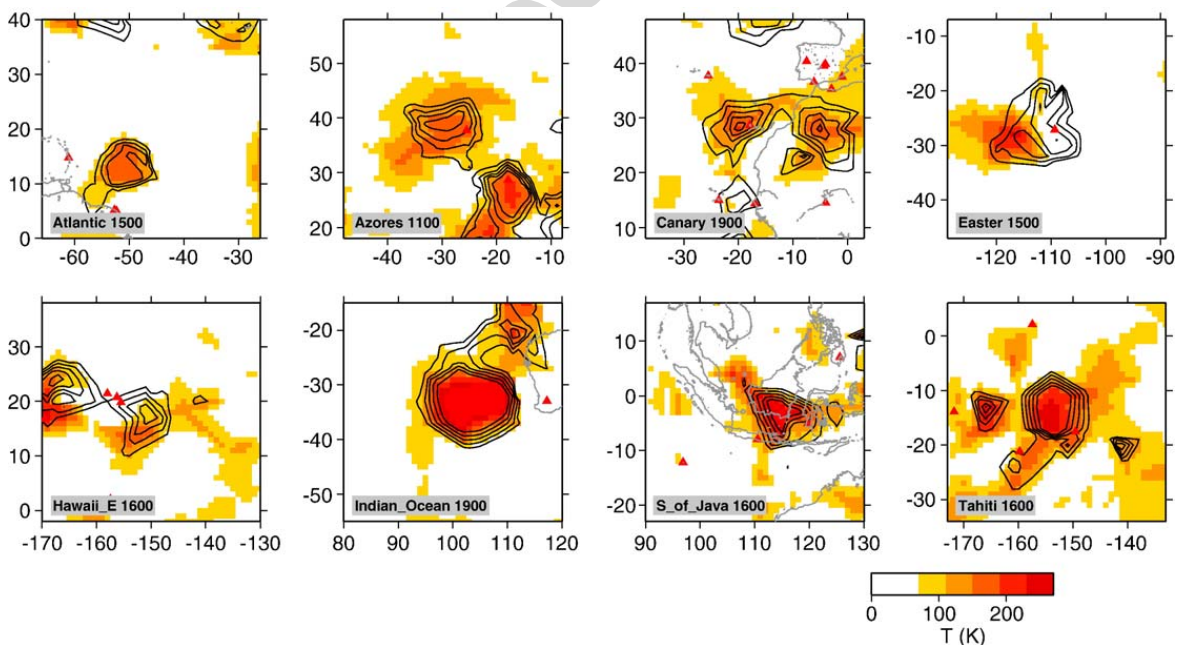 40
30
20
10
0
-60 -50 -40 -30
Atlantic 1500
50
40
30
20
-40 -30 -20 -10
Azores 1100
40
30
20
10
-30 -20 -10 0
Canary 1900
-10
-20
-30
-40
-120 -110 -100 -90
Easter 1500
30
20
10
0
-170 -160 -150 -140 -130
Hawaii_E 1600
-20
-30
-40
-50
80 90 100 110 120
Indian_Ocean 1900
10
0
-10
-20
90 100 110 120 130
S_of_Java 1600
0
-10
-20
-30
-170 -160 -150 -140
Tahiti 1600
0 100 200
T (K)